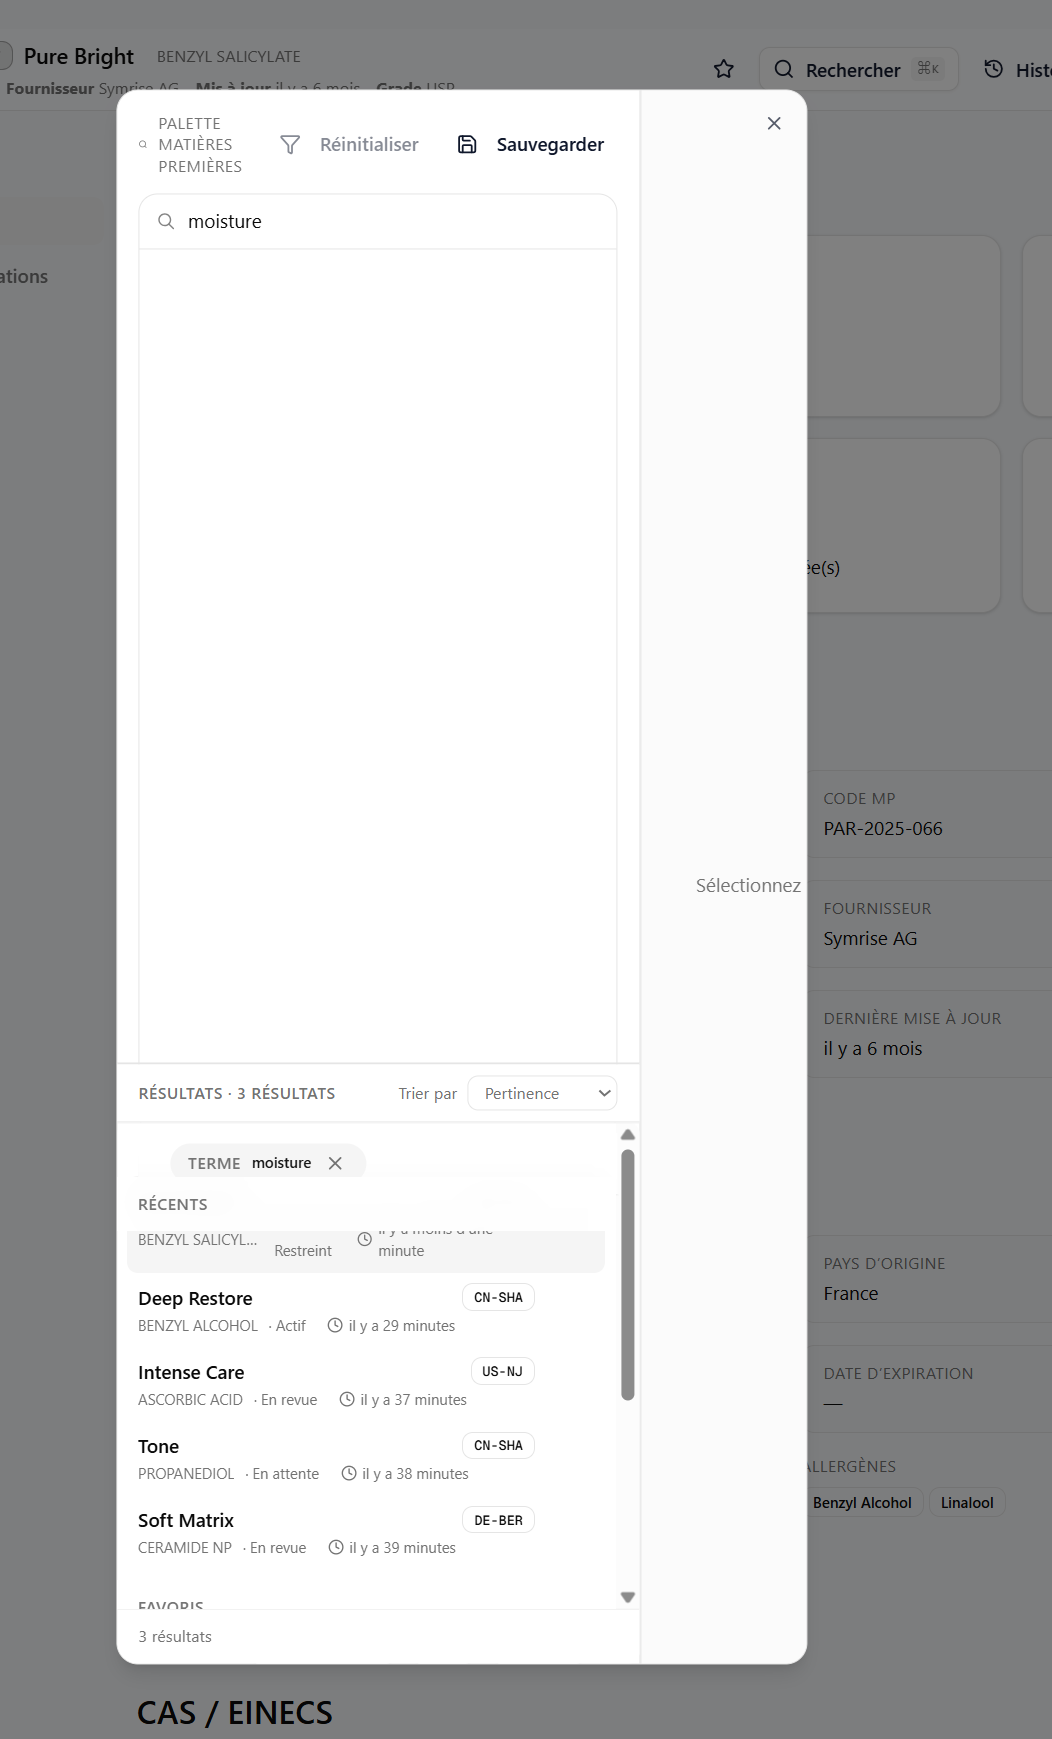 Pure Bright BENZYL SALICYLATE
Rechercher ⌘K
Fournisseur Symrise AG Mis à jour il y a 6 mois Grade USP
PALETTE
MATIÈRES
PREMIÈRES
Réinitialiser
Sauvegarder
moisture
Sélectionnez
RÉSULTATS · 3 RÉSULTATS
Trier par
Pertinence
TERME moisture
RÉCENTS
BENZYL SALICYL...
Restreint
il y a moins d'une
minute
Deep Restore
CN-SHA
BENZYL ALCOHOL · Actif il y a 29 minutes
Intense Care
US-NJ
ASCORBIC ACID · En revue il y a 37 minutes
Tone
CN-SHA
PROPANEDIOL · En attente il y a 38 minutes
Soft Matrix
DE-BER
CERAMIDE NP · En revue il y a 39 minutes
FAVORIS
3 résultats
CODE MP
PAR-2025-066
FOURNISSEUR
Symrise AG
DERNIÈRE MISE À JOUR
il y a 6 mois
PAYS D'ORIGINE
France
DATE D'EXPIRATION
—
ALLERGÈNES
Benzyl Alcohol
Linalool
CAS / EINECS